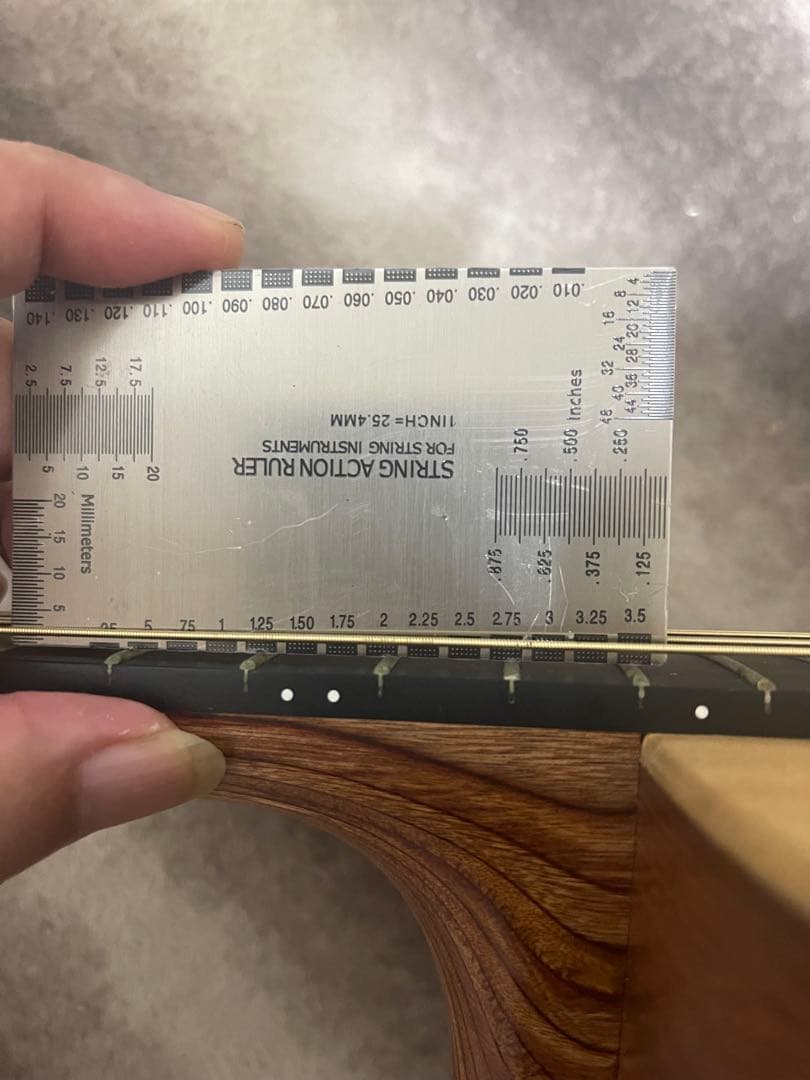 .140 .130 .120 .110 .100 .090 .080 .070 .060 .050 .040 .030 .020 .010
48 40 32 24 16 8
44 36 28 20 12 4
2.5 7.5 12.5 17.5
5 10 15 20
Millimeters
20 15 10 5
1INCH=25.4MM
FOR STRING INSTRUMENTS
STRING ACTION RULER
.750 .500 Inches .250
.875 .625 .375 .125
25 5 75 1 1.25 1.50 1.75 2 2.25 2.5 2.75 3 3.25 3.5